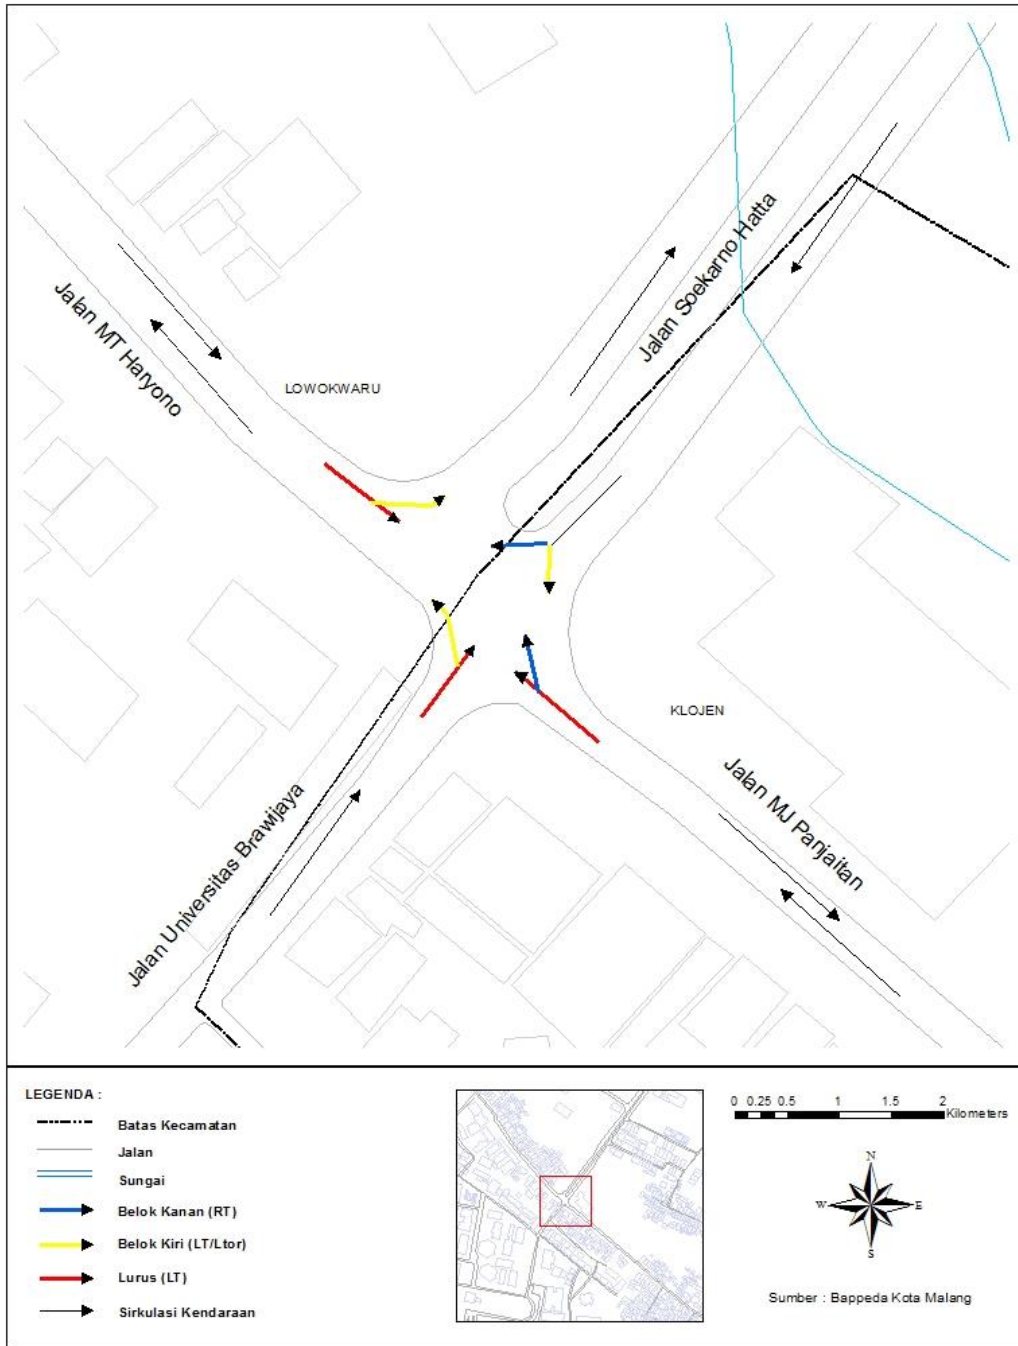 Jalan Soekarno Hatta
Jalan MT Haryono
LOWOKWARU
KLOJEN
Jalan MJ Panjaitan
Jalan Universitas Brawijaya
LEGENDA :
Batas Kecamatan
Jalan
Sungai
Belok Kanan (RT)
Belok Kiri (LT/Ltor)
Lurus (LT)
Sirkulasi Kendaraan
0 0.25 0.5 1 1.5 2
Kilometers
N
W E
S
Sumber : Bappeda Kota Malang